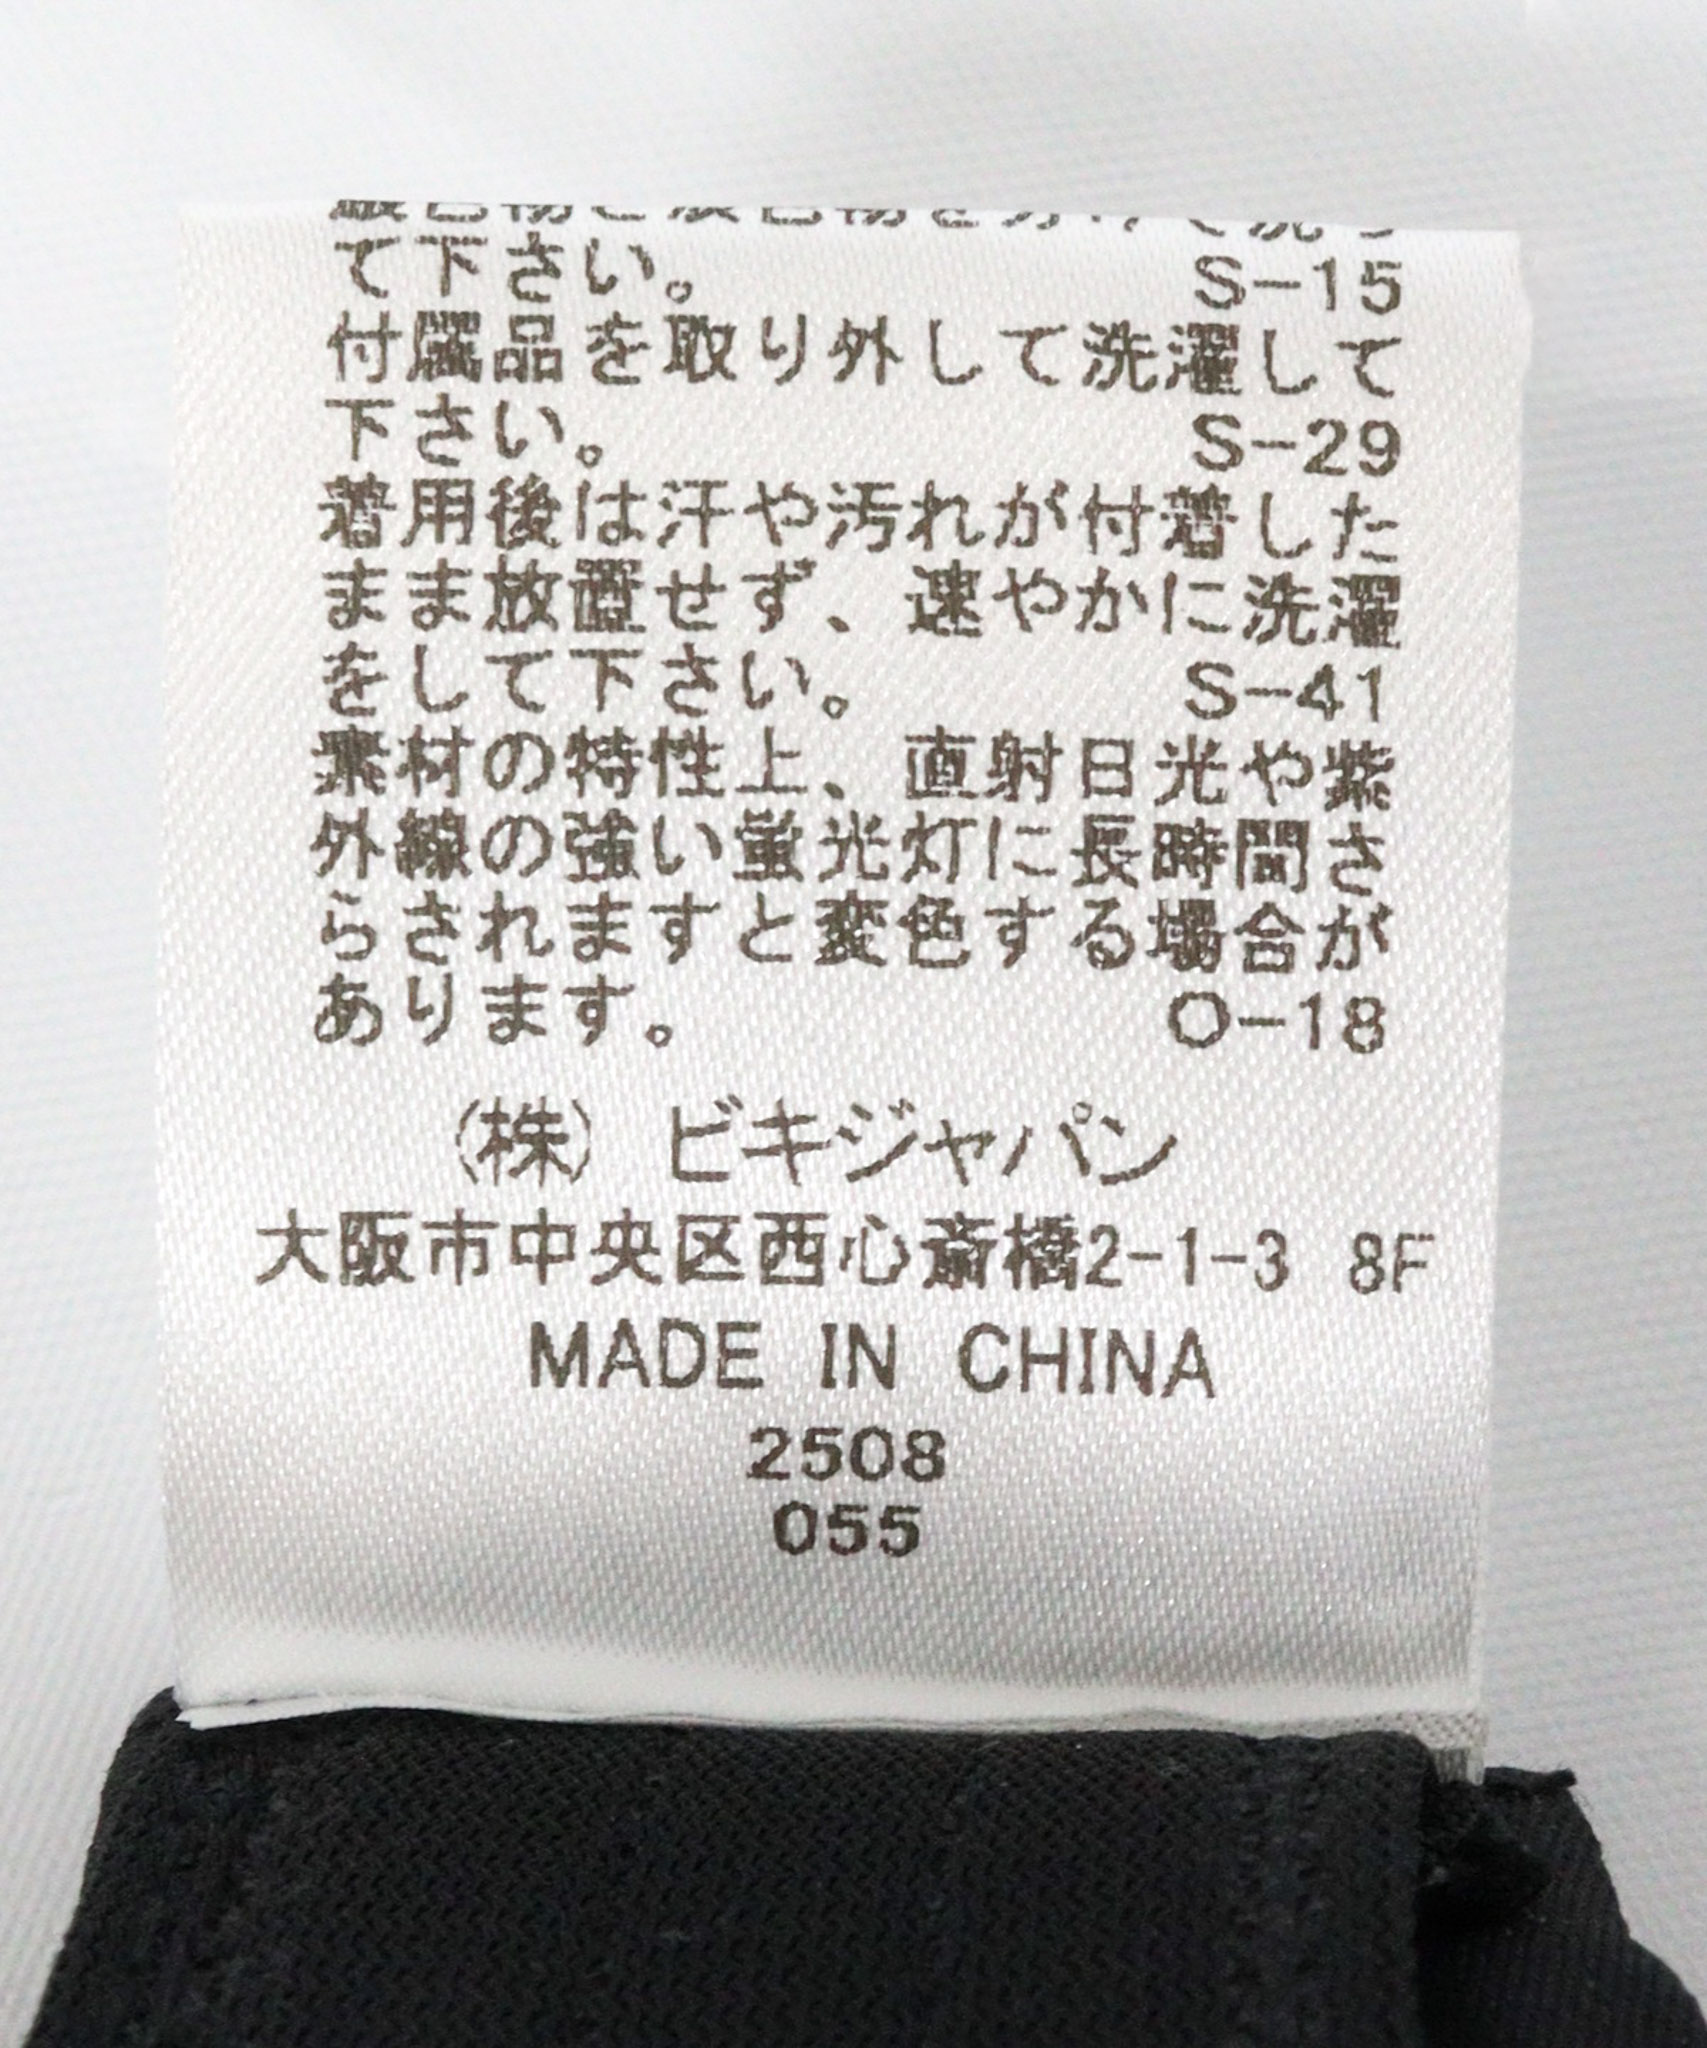 て下さい。 S-15
付属品を取り外して洗濯して
下さい。 S-29
着用後は汗や汚れが付着した
まま放置せず、速やかに洗濯
をして下さい。 S-41
素材の特性上、直射日光や紫
外線の強い蛍光灯に長時間さ
らされますと変色する場合が
あります。 O-18
(株) ビキジャパン
大阪市中央区西心斎橋2-1-3 8F
MADE IN CHINA
2508
055